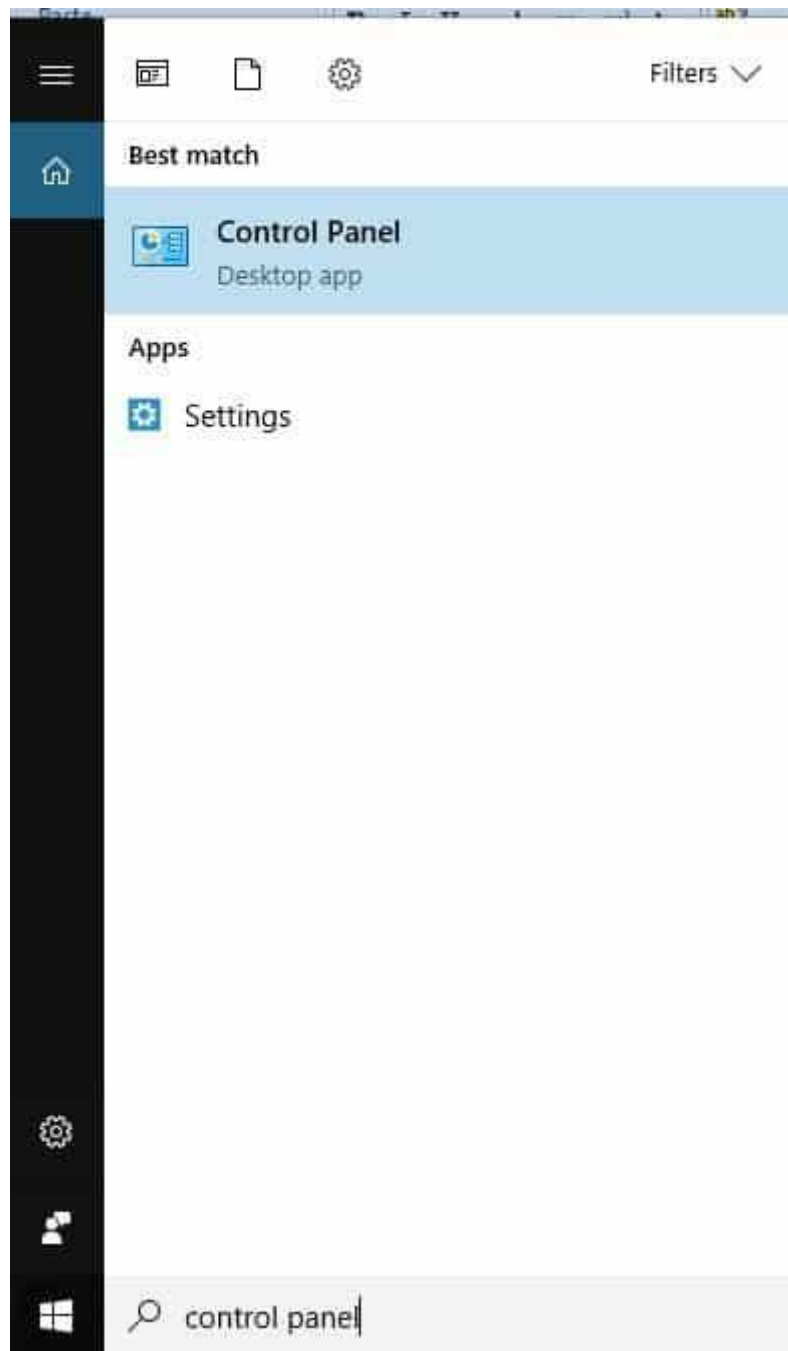 Filters
Best match
Control Panel
Desktop app
Apps
Settings
control panel